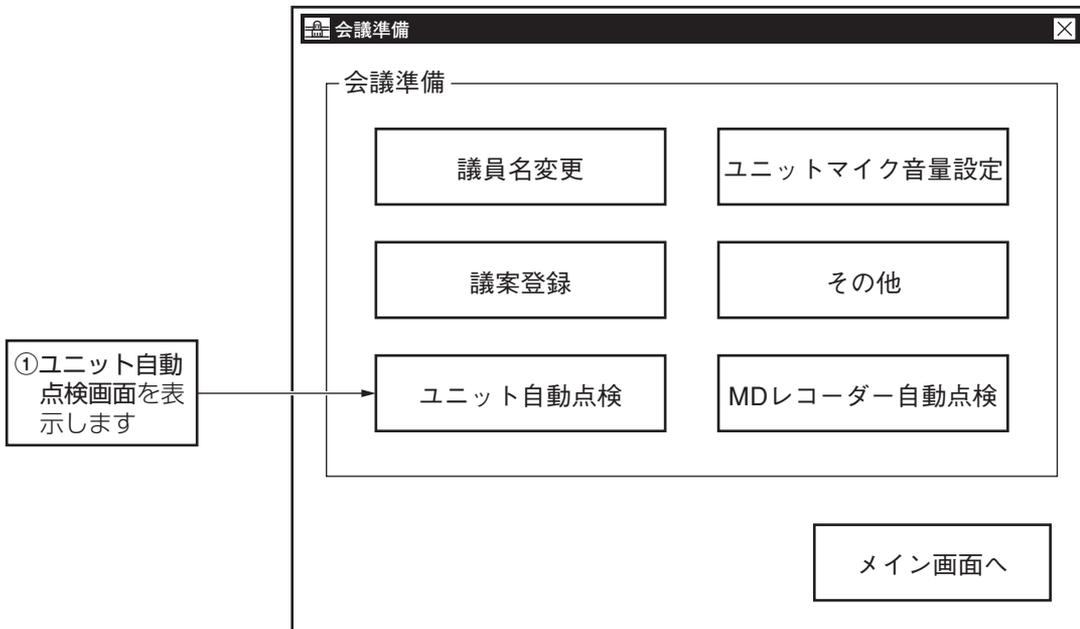 会議準備
会議準備
議員名変更
ユニットマイク音量設定
議案登録
その他
ユニット自動点検
MDレコーダー自動点検
メイン画面へ
①ユニット自動
点検画面を表
示します